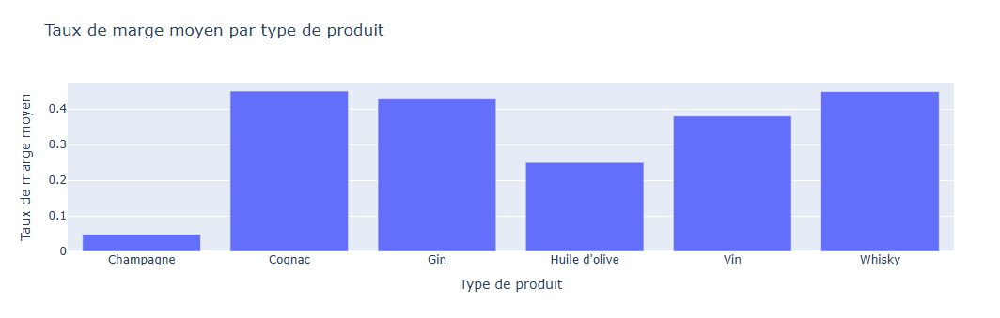 Taux de marge moyen par type de produit
Taux de marge moyen
0.4
0.3
0.2
0.1
0
Champagne Cognac Gin Huile d'olive Vin Whisky
Type de produit